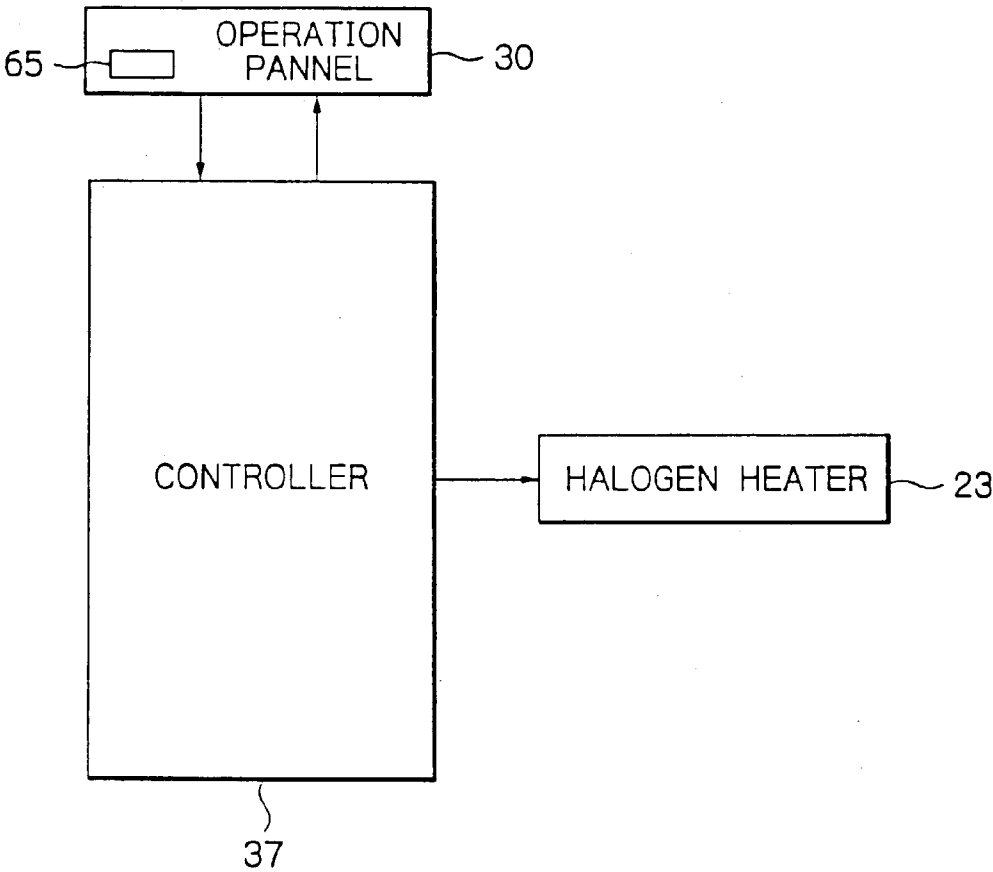 OPERATION
PANNEL
65
30
CONTROLLER
HALOGEN HEATER
23
37